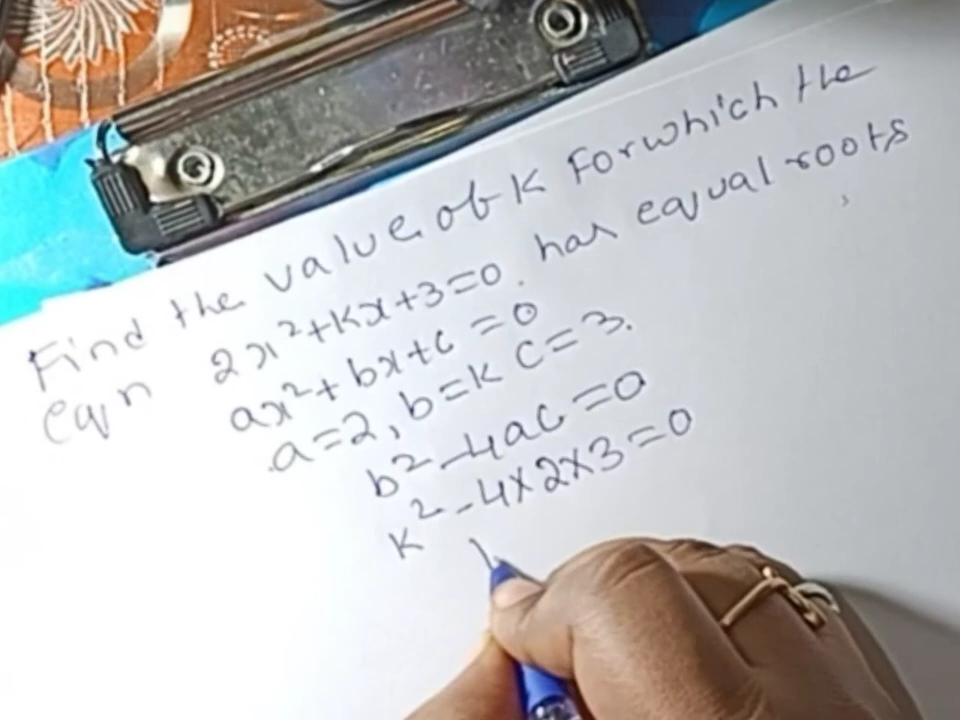 Find the value of K For which the
eqn 2x²+Kx+3=0. has equal roots
ax²+bx+c=0
a=2, b=K C=3.
b²-4ac=0
K²-4x2x3=0